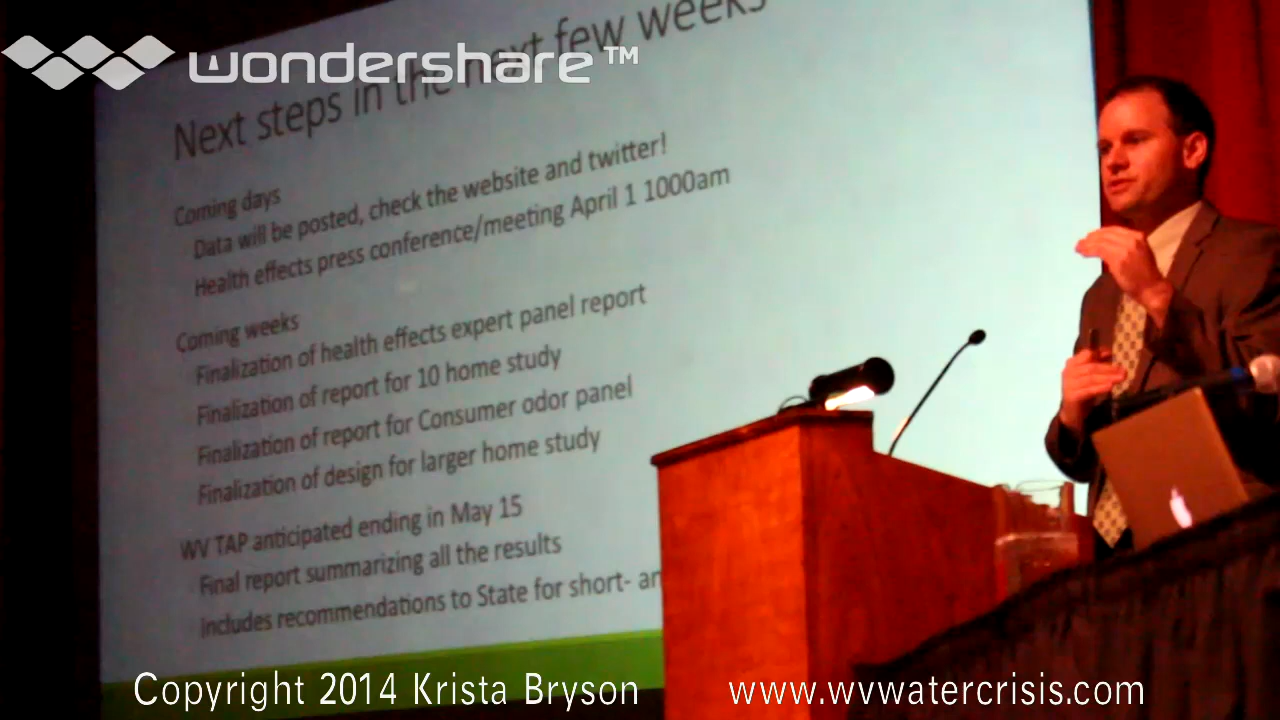 wondershare™
Next steps in the next few weeks
Coming days
Data will be posted, check the website and twitter!
Health effects press conference/meeting April 1 1000am
Coming weeks
Finalization of health effects expert panel report
Finalization of report for 10 home study
Finalization of report for Consumer odor panel
Finalization of design for larger home study
WV TAP anticipated ending in May 15
Final report summarizing all the results
Includes recommendations to State for short-
Copyright 2014 Krista Bryson
www.wvwatercrisis.com